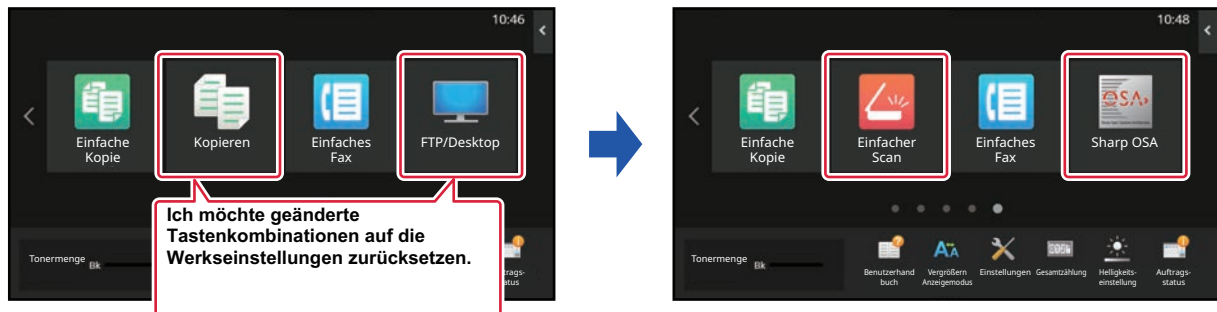 10:46
Einfache
Kopie
Kopieren
Einfaches
Fax
FTP/Desktop
Ich möchte geänderte
Tastenkombinationen auf die
Werkseinstellungen zurücksetzen.
Tonermenge
Bk
trags-
atus
10:48
Einfache
Kopie
Einfacher
Scan
Einfaches
Fax
OSA
Sharp OSA
Tonermenge
Bk
Benutzerhand
buch
Vergrößern
Anzeigemodus
Einstellungen
Gesamtzählung
Helligkeits-
einstellung
Auftrags-
status